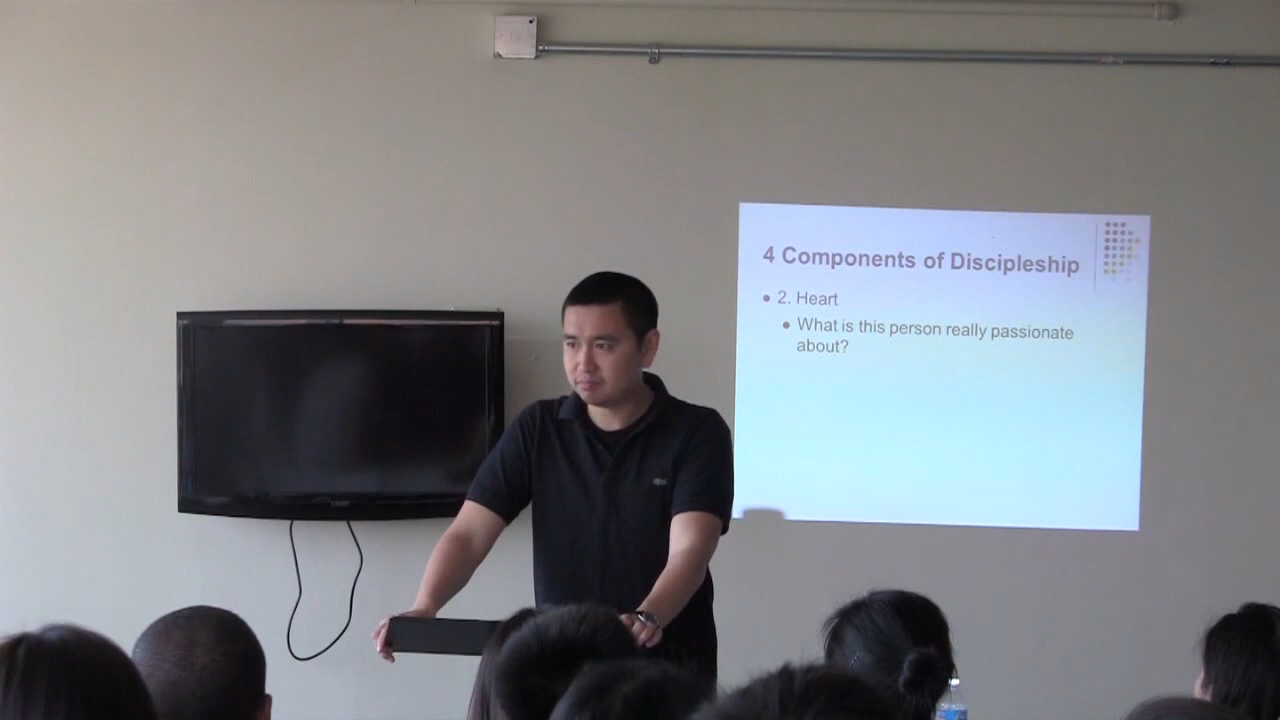 4 Components of Discipleship
2. Heart
What is this person really passionate
about?